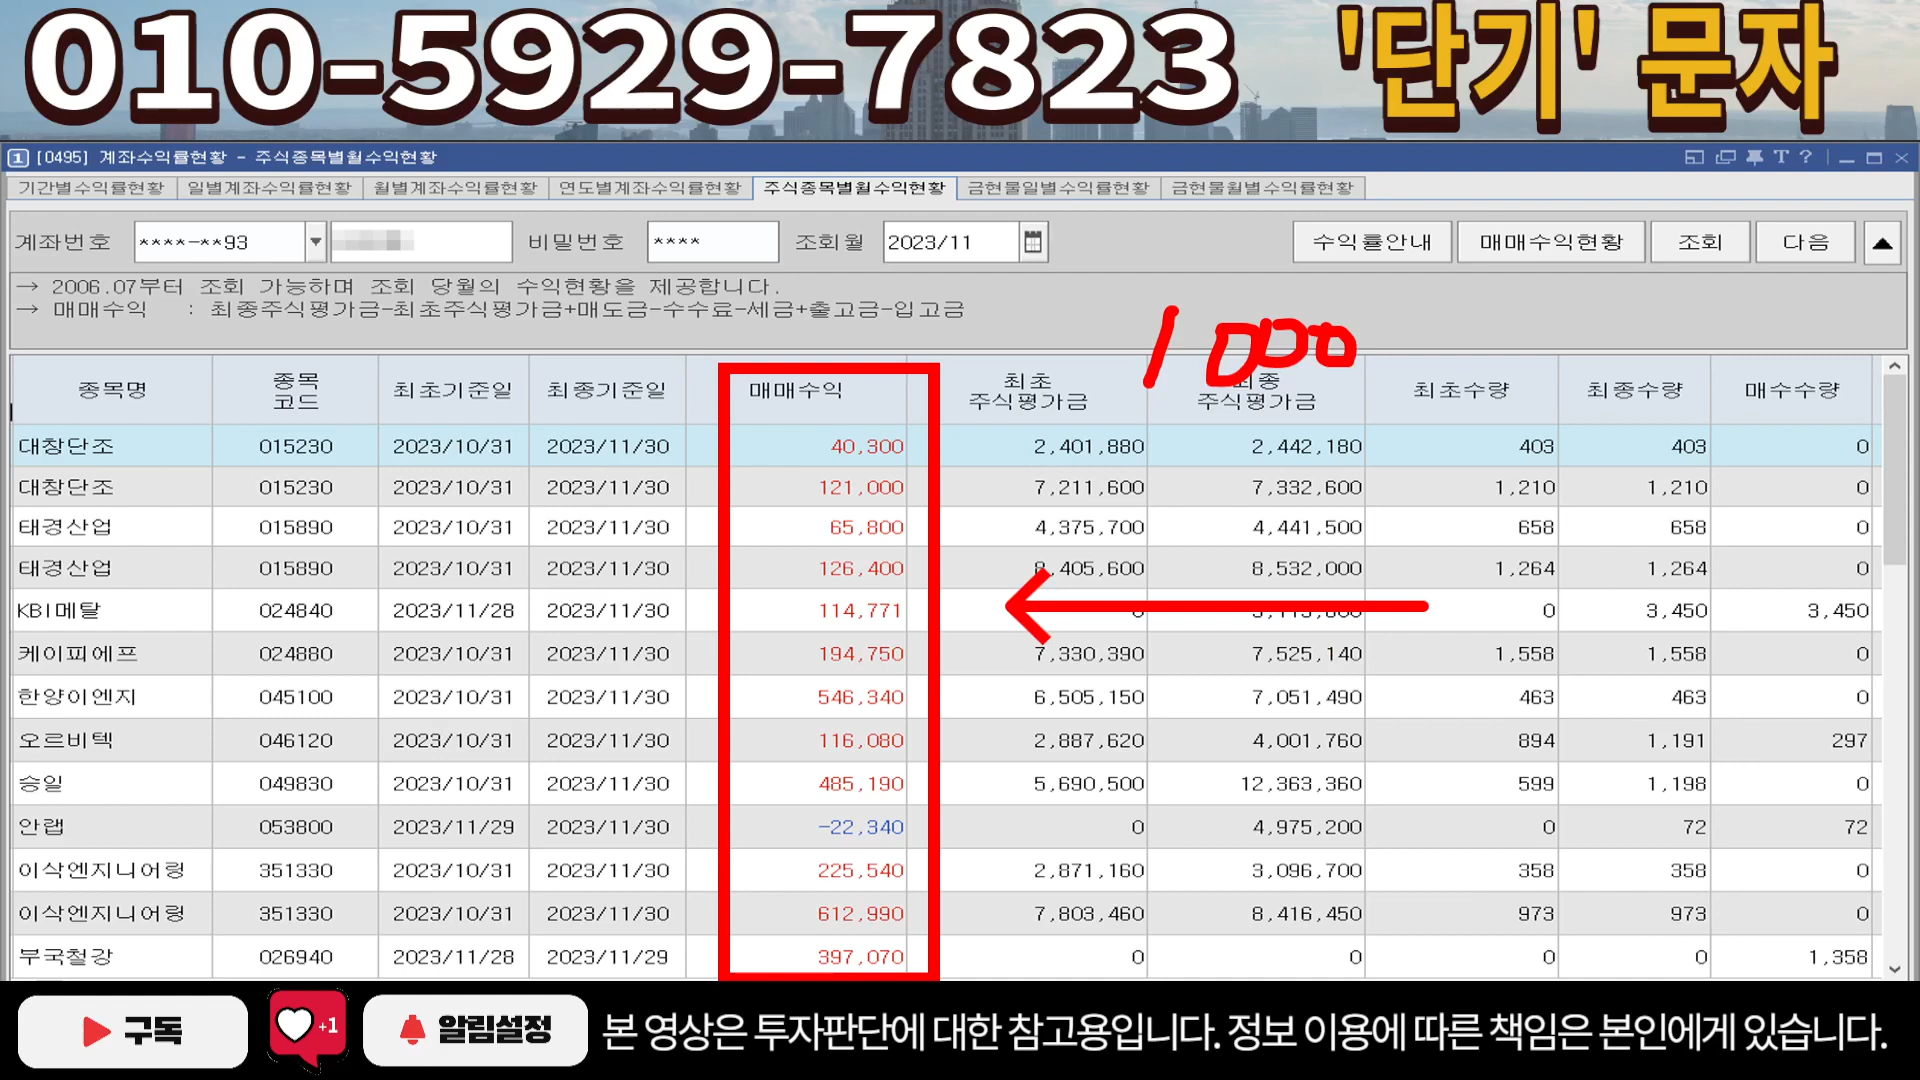 010-5929-7823 '단기' 문자
1 [0495] 계좌수익률현황 - 주식종목별월수익현황
기간별수익률현황 일별계좌수익률현황 월별계좌수익률현황 연도별계좌수익률현황 주식종목별월수익현황 금현물일별수익률현황 금현물월별수익률현황
계좌번호 ****-**93 비밀번호 **** 조회월 2023/11 수익률안내 매매수익현황 조회 다음
→ 2006.07부터 조회 가능하며 조회 당월의 수익현황을 제공합니다.
→ 매매수익 : 최종주식평가금-최초주식평가금+매도금-수수료-세금+출고금-입고금
1000
종목명 종목코드 최초기준일 최종기준일 매매수익 최초주식평가금 최종주식평가금 최초수량 최종수량 매수수량
대창단조 015230 2023/10/31 2023/11/30 40,300 2,401,880 2,442,180 403 403 0
대창단조 015230 2023/10/31 2023/11/30 121,000 7,211,600 7,332,600 1,210 1,210 0
태경산업 015890 2023/10/31 2023/11/30 65,800 4,375,700 4,441,500 658 658 0
태경산업 015890 2023/10/31 2023/11/30 126,400 8,405,600 8,532,000 1,264 1,264 0
KBI메탈 024840 2023/11/28 2023/11/30 114,771 0 0 3,450 3,450
케이피에프 024880 2023/10/31 2023/11/30 194,750 7,330,390 7,525,140 1,558 1,558 0
한양이엔지 045100 2023/10/31 2023/11/30 546,340 6,505,150 7,051,490 463 463 0
오르비텍 046120 2023/10/31 2023/11/30 116,080 2,887,620 4,001,760 894 1,191 297
승일 049830 2023/10/31 2023/11/30 485,190 5,690,500 12,363,360 599 1,198 0
안랩 053800 2023/11/29 2023/11/30 -22,340 0 4,975,200 0 72 72
이삭엔지니어링 351330 2023/10/31 2023/11/30 225,540 2,871,160 3,096,700 358 358 0
이삭엔지니어링 351330 2023/10/31 2023/11/30 612,990 7,803,460 8,416,450 973 973 0
부국철강 026940 2023/11/28 2023/11/29 397,070 0 0 0 0 1,358
구독 +1 알림설정 본 영상은 투자판단에 대한 참고용입니다. 정보 이용에 따른 책임은 본인에게 있습니다.